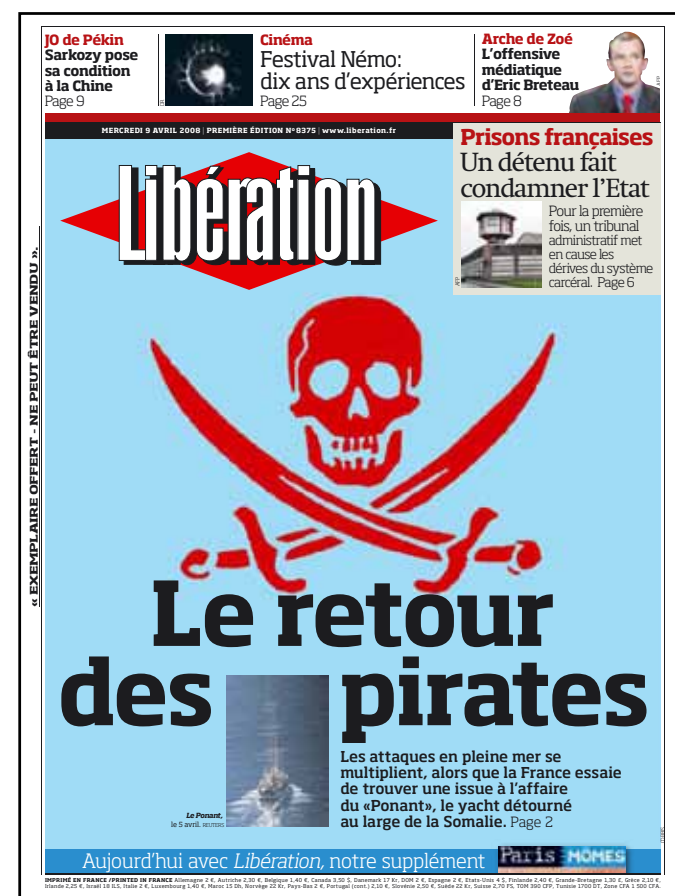 JO de Pékin
Sarkozy pose
sa condition
à la Chine
Page 9
Cinéma
Festival Némo:
dix ans d’expériences
Page 25
Arche de Zoé
L’offensive
médiatique
d’Eric Breteau
Page 8
AFP
MERCREDI 9 AVRIL 2008 | PREMIÈRE ÉDITION N°8375 | www.liberation.fr
Libération
Prisons françaises
Un détenu fait
condamner l’Etat
Pour la première
fois, un tribunal
administratif met
en cause les
dérives du système
carcéral. Page 6
AFP
« EXEMPLAIRE OFFERT - NE PEUT ÊTRE VENDU ».
Le retour
des pirates
Les attaques en pleine mer se
multiplient, alors que la France essaie
de trouver une issue à l’affaire
du «Ponant», le yacht détourné
au large de la Somalie. Page 2
Le Ponant,
le 5 avril. REUTERS
Aujourd’hui avec Libération, notre supplément Paris MÔMES
IMPRIMÉ EN FRANCE / PRINTED IN FRANCE Allemagne 2 €, Autriche 2,30 €, Belgique 1,40 €, Canada 3,50 $, Danemark 17 Kr, DOM 2 €, Espagne 2 €, Etats-Unis 4 $, Finlande 2,40 €, Grande-Bretagne 1,30 £, Grèce 2,10 €,
Irlande 2,25 €, Israël 18 ILS, Italie 2 €, Luxembourg 1,40 €, Maroc 15 Dh, Norvège 22 Kr, Pays-Bas 2 €, Portugal (cont.) 2,10 €, Slovénie 2,50 €, Suède 22 Kr, Suisse 2,70 FS, TOM 390 CFP, Tunisie 1700 DT, Zone CFA 1 500 CFA.